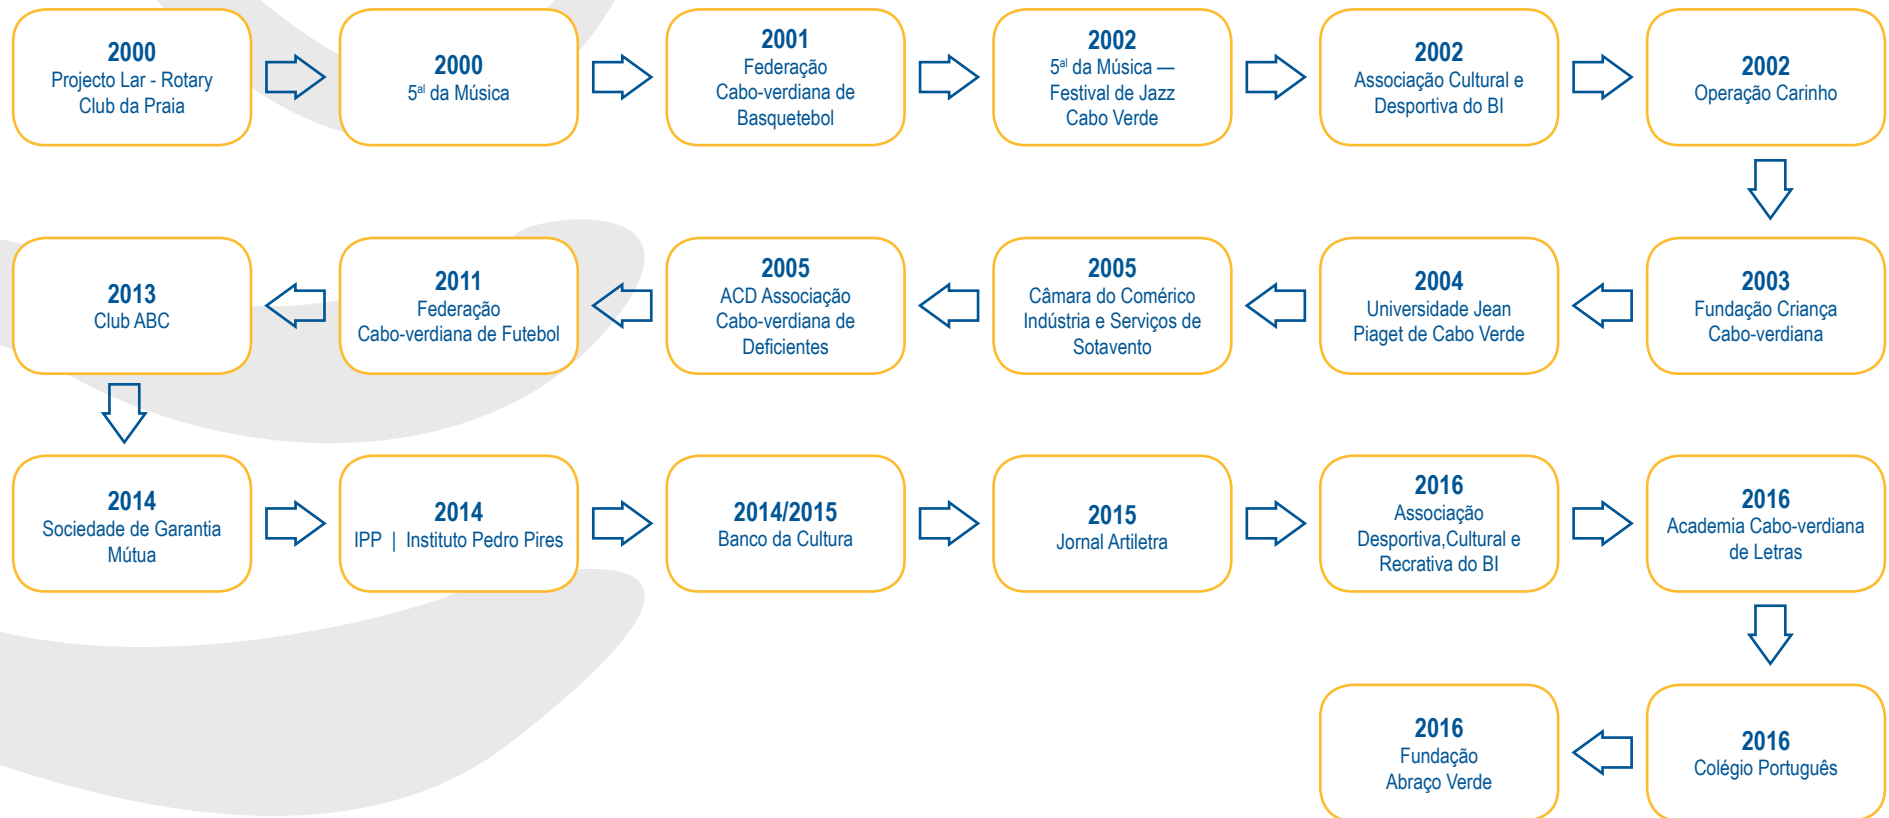 2000
Projecto Lar - Rotary
Club da Praia
2000
5ᵃˡ da Música
2001
Federação
Cabo-verdiana de
Basquetebol
2002
5ᵃˡ da Música —
Festival de Jazz
Cabo Verde
2002
Associação Cultural e
Desportiva do BI
2002
Operação Carinho
2003
Fundação Criança
Cabo-verdiana
2004
Universidade Jean
Piaget de Cabo Verde
2005
Câmara do Comérico
Indústria e Serviços de
Sotavento
2005
ACD Associação
Cabo-verdiana de
Deficientes
2011
Federação
Cabo-verdiana de Futebol
2013
Club ABC
2014
Sociedade de Garantia
Mútua
2014
IPP | Instituto Pedro Pires
2014/2015
Banco da Cultura
2015
Jornal Artiletra
2016
Associação
Desportiva,Cultural e
Recrativa do BI
2016
Academia Cabo-verdiana
de Letras
2016
Colégio Português
2016
Fundação
Abraço Verde